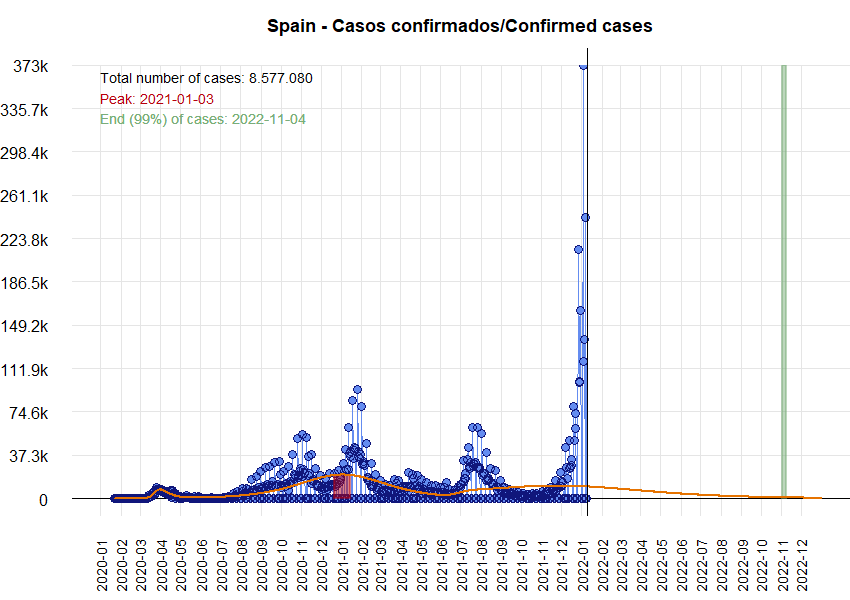 Spain - Casos confirmados/Confirmed cases
Total number of cases: 8.577.080
Peak: 2021-01-03
End (99%) of cases: 2022-11-04
373k
335.7k
298.4k
261.1k
223.8k
186.5k
149.2k
111.9k
74.6k
37.3k
0
2020-01
2020-02
2020-03
2020-04
2020-05
2020-06
2020-07
2020-08
2020-09
2020-10
2020-11
2020-12
2021-01
2021-02
2021-03
2021-04
2021-05
2021-06
2021-07
2021-08
2021-09
2021-10
2021-11
2021-12
2022-01
2022-02
2022-03
2022-04
2022-05
2022-06
2022-07
2022-08
2022-09
2022-10
2022-11
2022-12